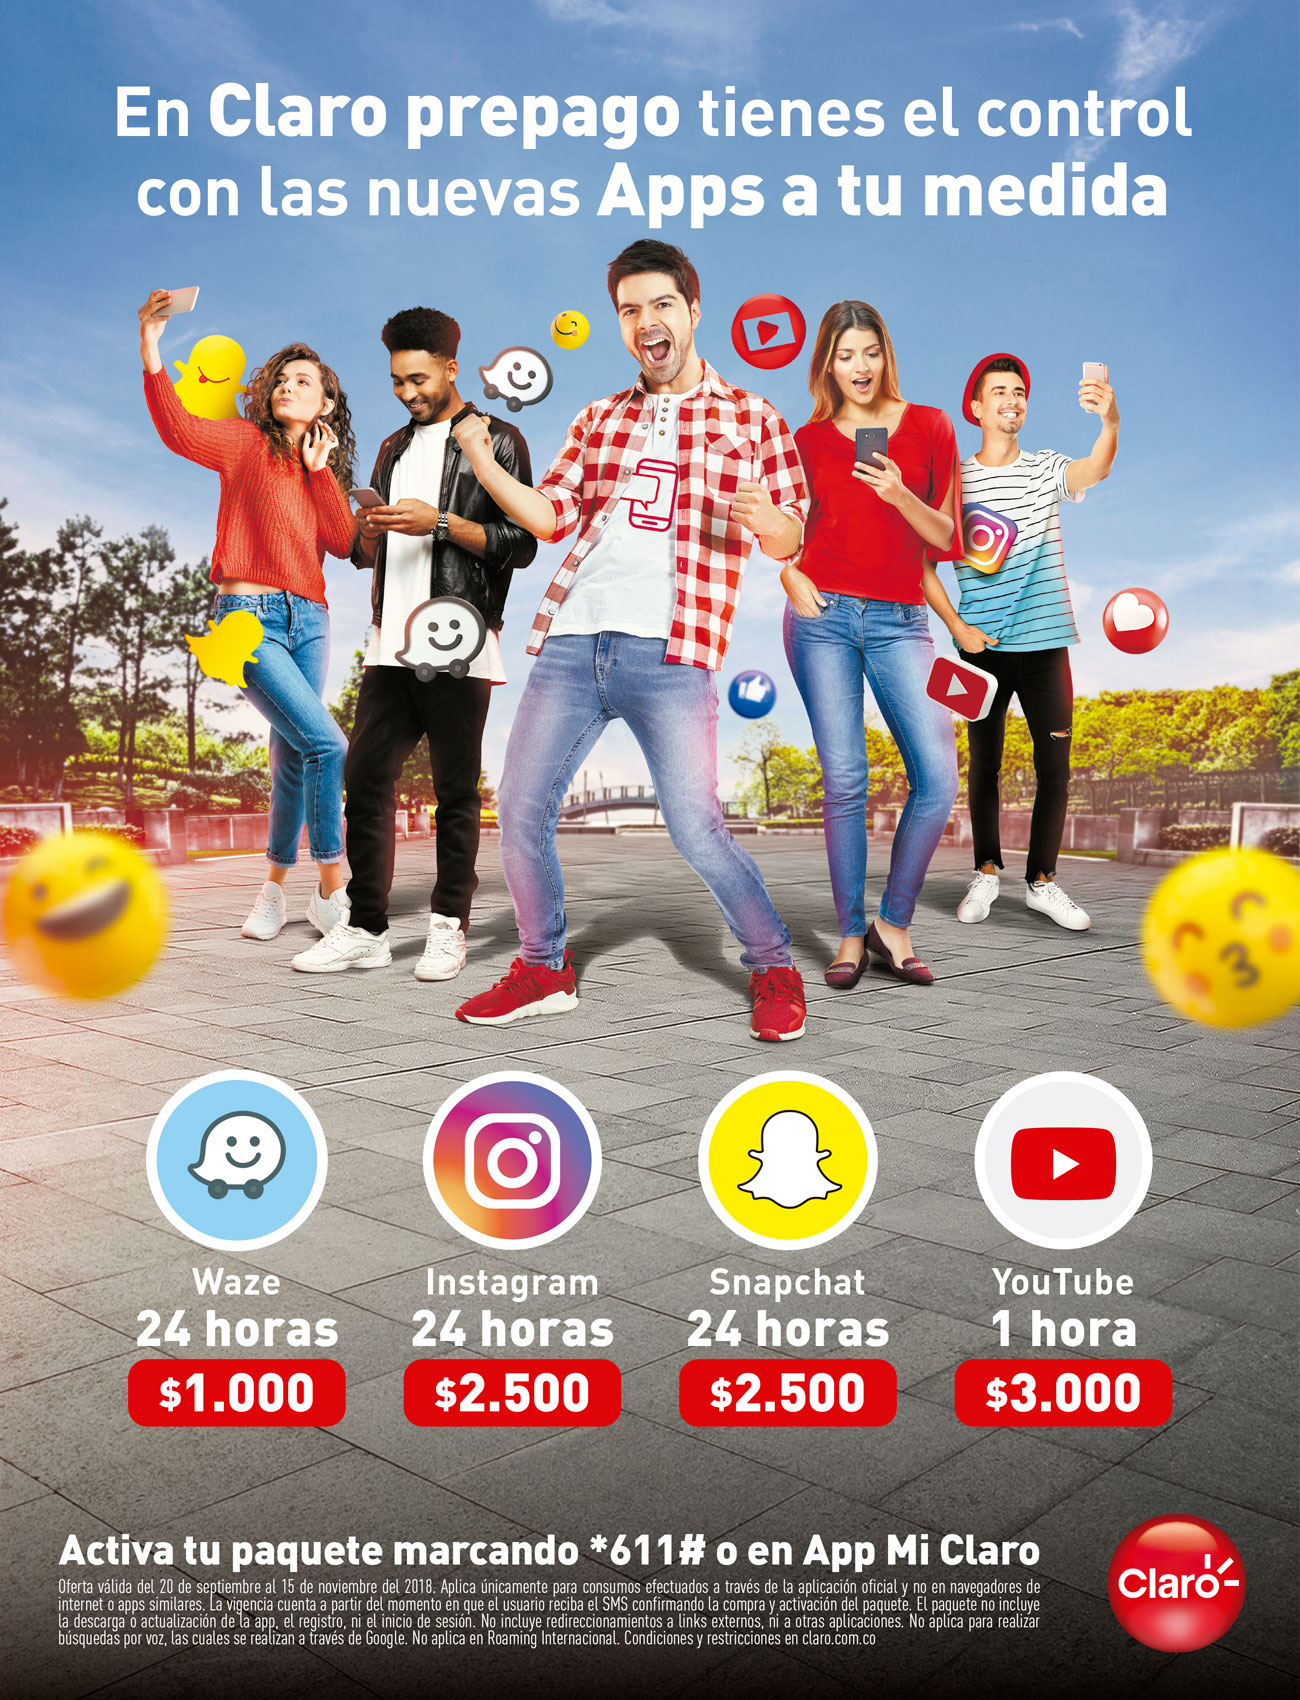 En Claro prepago tienes el control
con las nuevas Apps a tu medida
Waze
24 horas
$1.000
Instagram
24 horas
$2.500
Snapchat
24 horas
$2.500
YouTube
1 hora
$3.000
Activa tu paquete marcando *611# o en App Mi Claro
Oferta válida del 20 de septiembre al 15 de noviembre del 2018. Aplica únicamente para consumos efectuados a través de la aplicación oficial y no en navegadores de
internet o apps similares. La vigencia cuenta a partir del momento en que el usuario reciba el SMS confirmando la compra y activación del paquete. El paquete no incluye
la descarga o actualización de la app, el registro, ni el inicio de sesión. No incluye redireccionamientos a links externos, ni a otras aplicaciones. No aplica para realizar
búsquedas por voz, las cuales se realizan a través de Google. No aplica en Roaming Internacional. Condiciones y restricciones en claro.com.co
Claro